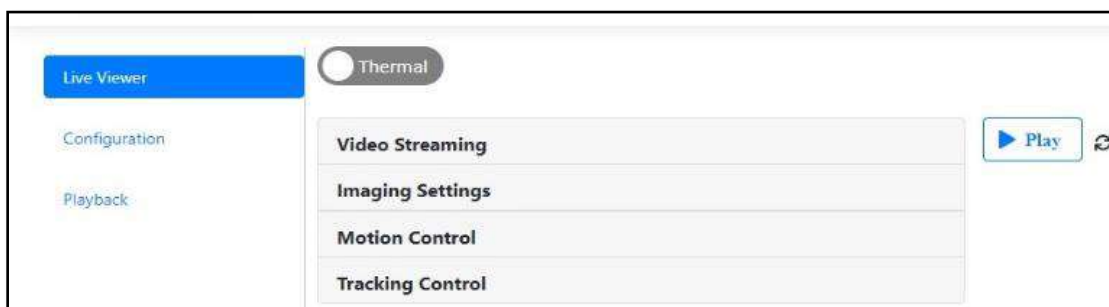 Live Viewer
Configuration
Playback
Thermal
Video Streaming
Imaging Settings
Motion Control
Tracking Control
Play